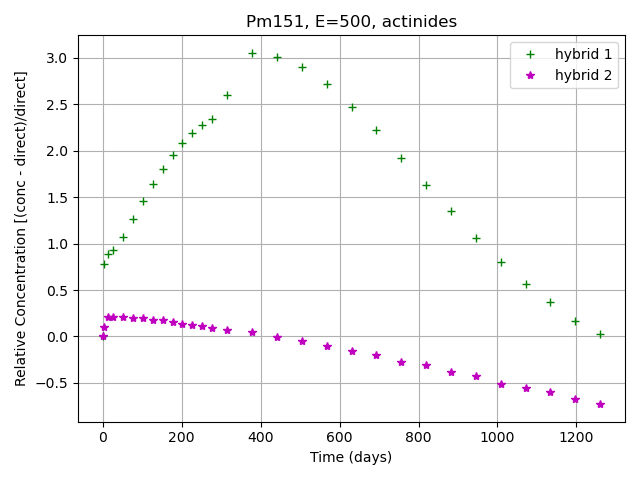 Pm151, E=500, actinides
Relative Concentration [(conc - direct)/direct]
3.0
2.5
2.0
1.5
1.0
0.5
0.0
−0.5
hybrid 1
hybrid 2
0 200 400 600 800 1000 1200
Time (days)